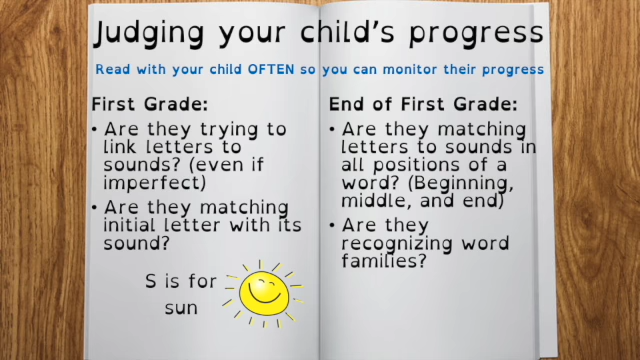 Judging your child's progress
Read with your child OFTEN so you can monitor their progress
First Grade:
• Are they trying to
link letters to
sounds? (even if
imperfect)
• Are they matching
initial letter with its
sound?
S is for
sun
End of First Grade:
• Are they matching
letters to sounds in
all positions of a
word? (Beginning,
middle, and end)
• Are they
recognizing word
families?